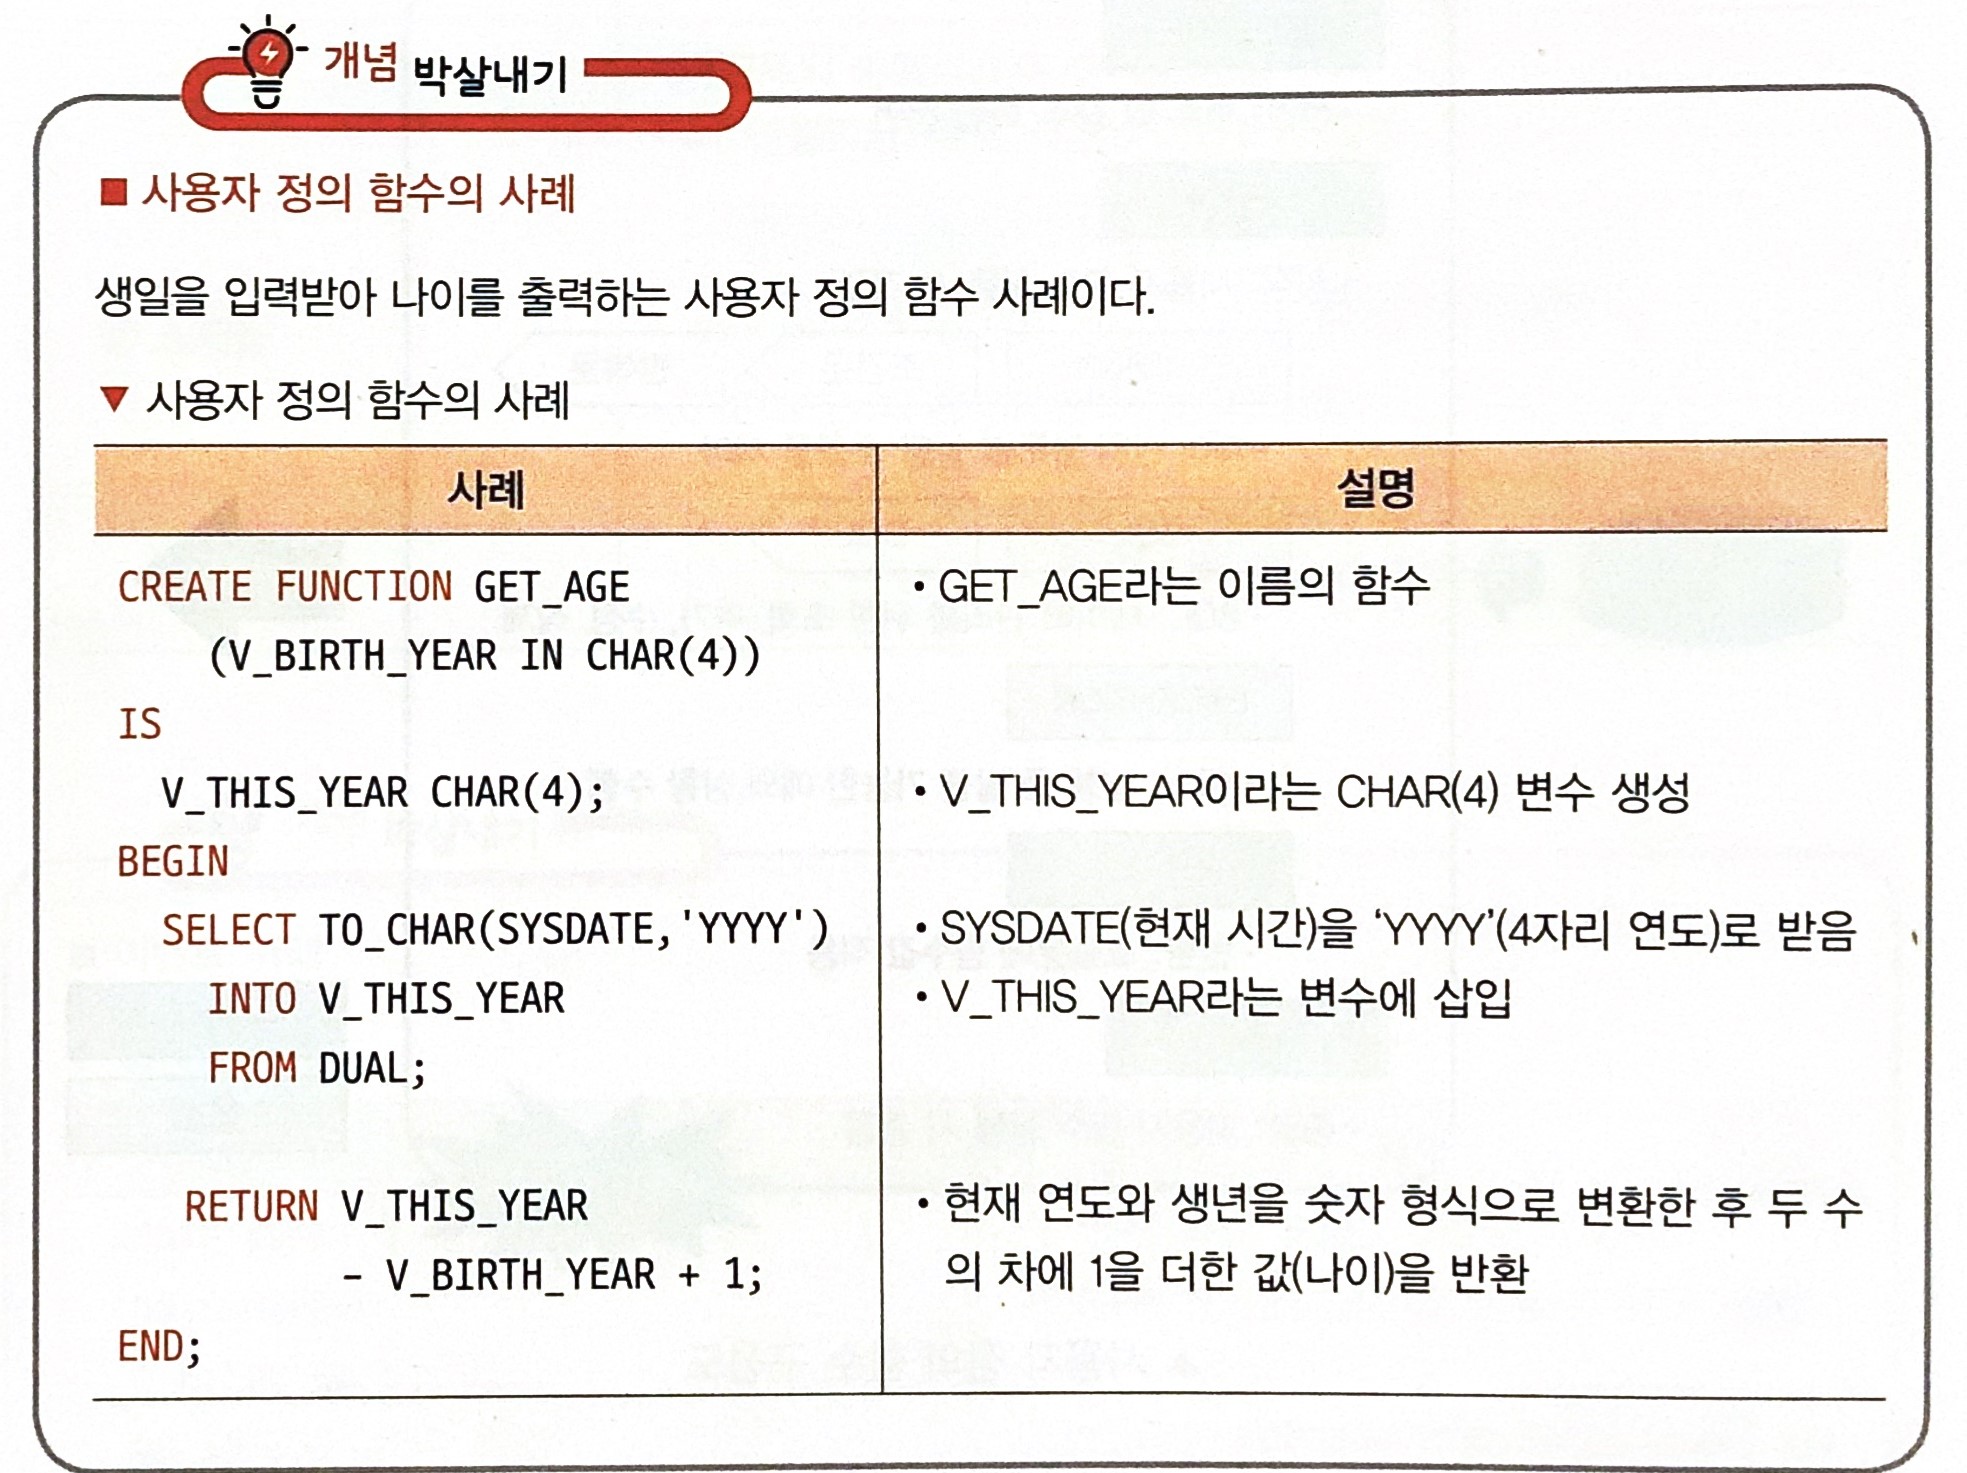 개념 박살내기
■ 사용자 정의 함수의 사례
생일을 입력받아 나이를 출력하는 사용자 정의 함수 사례이다.
▼ 사용자 정의 함수의 사례
사례
설명
CREATE FUNCTION GET_AGE
• GET_AGE라는 이름의 함수
(V_BIRTH_YEAR IN CHAR(4))
IS
V_THIS_YEAR CHAR(4);
• V_THIS_YEAR이라는 CHAR(4) 변수 생성
BEGIN
SELECT TO_CHAR(SYSDATE, 'YYYY')
• SYSDATE(현재 시간)을 ‘YYYY’(4자리 연도)로 받음
INTO V_THIS_YEAR
• V_THIS_YEAR라는 변수에 삽입
FROM DUAL;
RETURN V_THIS_YEAR
• 현재 연도와 생년을 숫자 형식으로 변환한 후 두 수
– V_BIRTH_YEAR + 1;
의 차에 1을 더한 값(나이)을 반환
END;